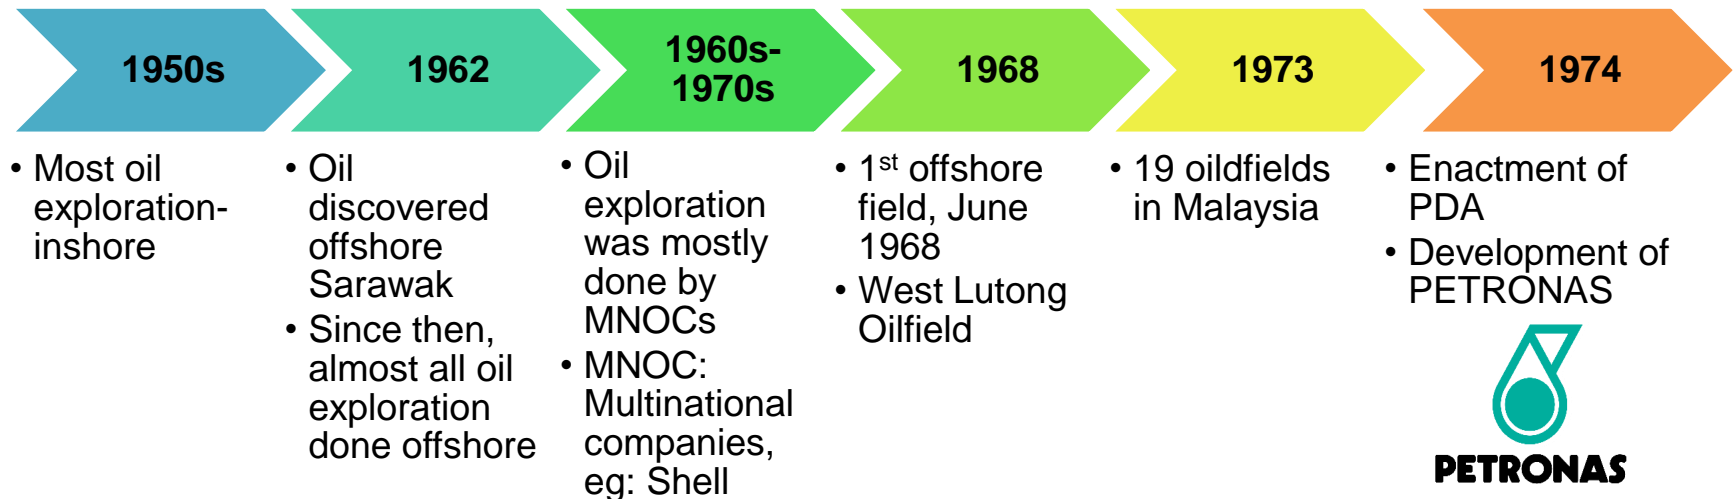 1950s
• Most oil
exploration-
inshore
1962
• Oil
discovered
offshore
Sarawak
• Since then,
almost all oil
exploration
done offshore
1960s-
1970s
• Oil
exploration
was mostly
done by
MNOCs
• MNOC:
Multinational
companies,
eg: Shell
1968
• 1st offshore
field, June
1968
• West Lutong
Oilfield
1973
• 19 oildfields
in Malaysia
1974
• Enactment of
PDA
• Development of
PETRONAS
PETRONAS